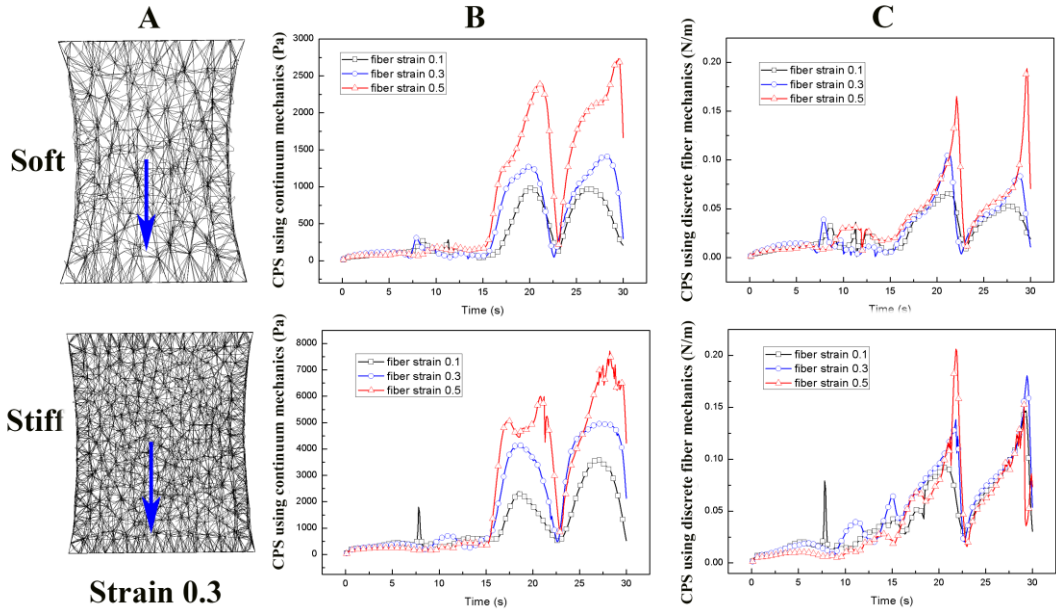 A
B
C
Soft
CPS using continuum mechanics (Pa)
3000
2500
2000
1500
1000
500
0
fiber strain 0.1
fiber strain 0.3
fiber strain 0.5
0 5 10 15 20 25 30
Time (s)
CPS using discrete fiber mechanics (N/m)
0.20
0.15
0.10
0.05
0.00
fiber strain 0.1
fiber strain 0.3
fiber strain 0.5
0 5 10 15 20 25 30
Time (s)
Stiff
CPS using continuum mechanics (Pa)
8000
7000
6000
5000
4000
3000
2000
1000
0
fiber strain 0.1
fiber strain 0.3
fiber strain 0.5
0 5 10 15 20 25 30
Time (s)
CPS using discrete fiber mechanics (N/m)
0.20
0.15
0.10
0.05
0.00
fiber strain 0.1
fiber strain 0.3
fiber strain 0.5
0 5 10 15 20 25 30
Time (s)
Strain 0.3